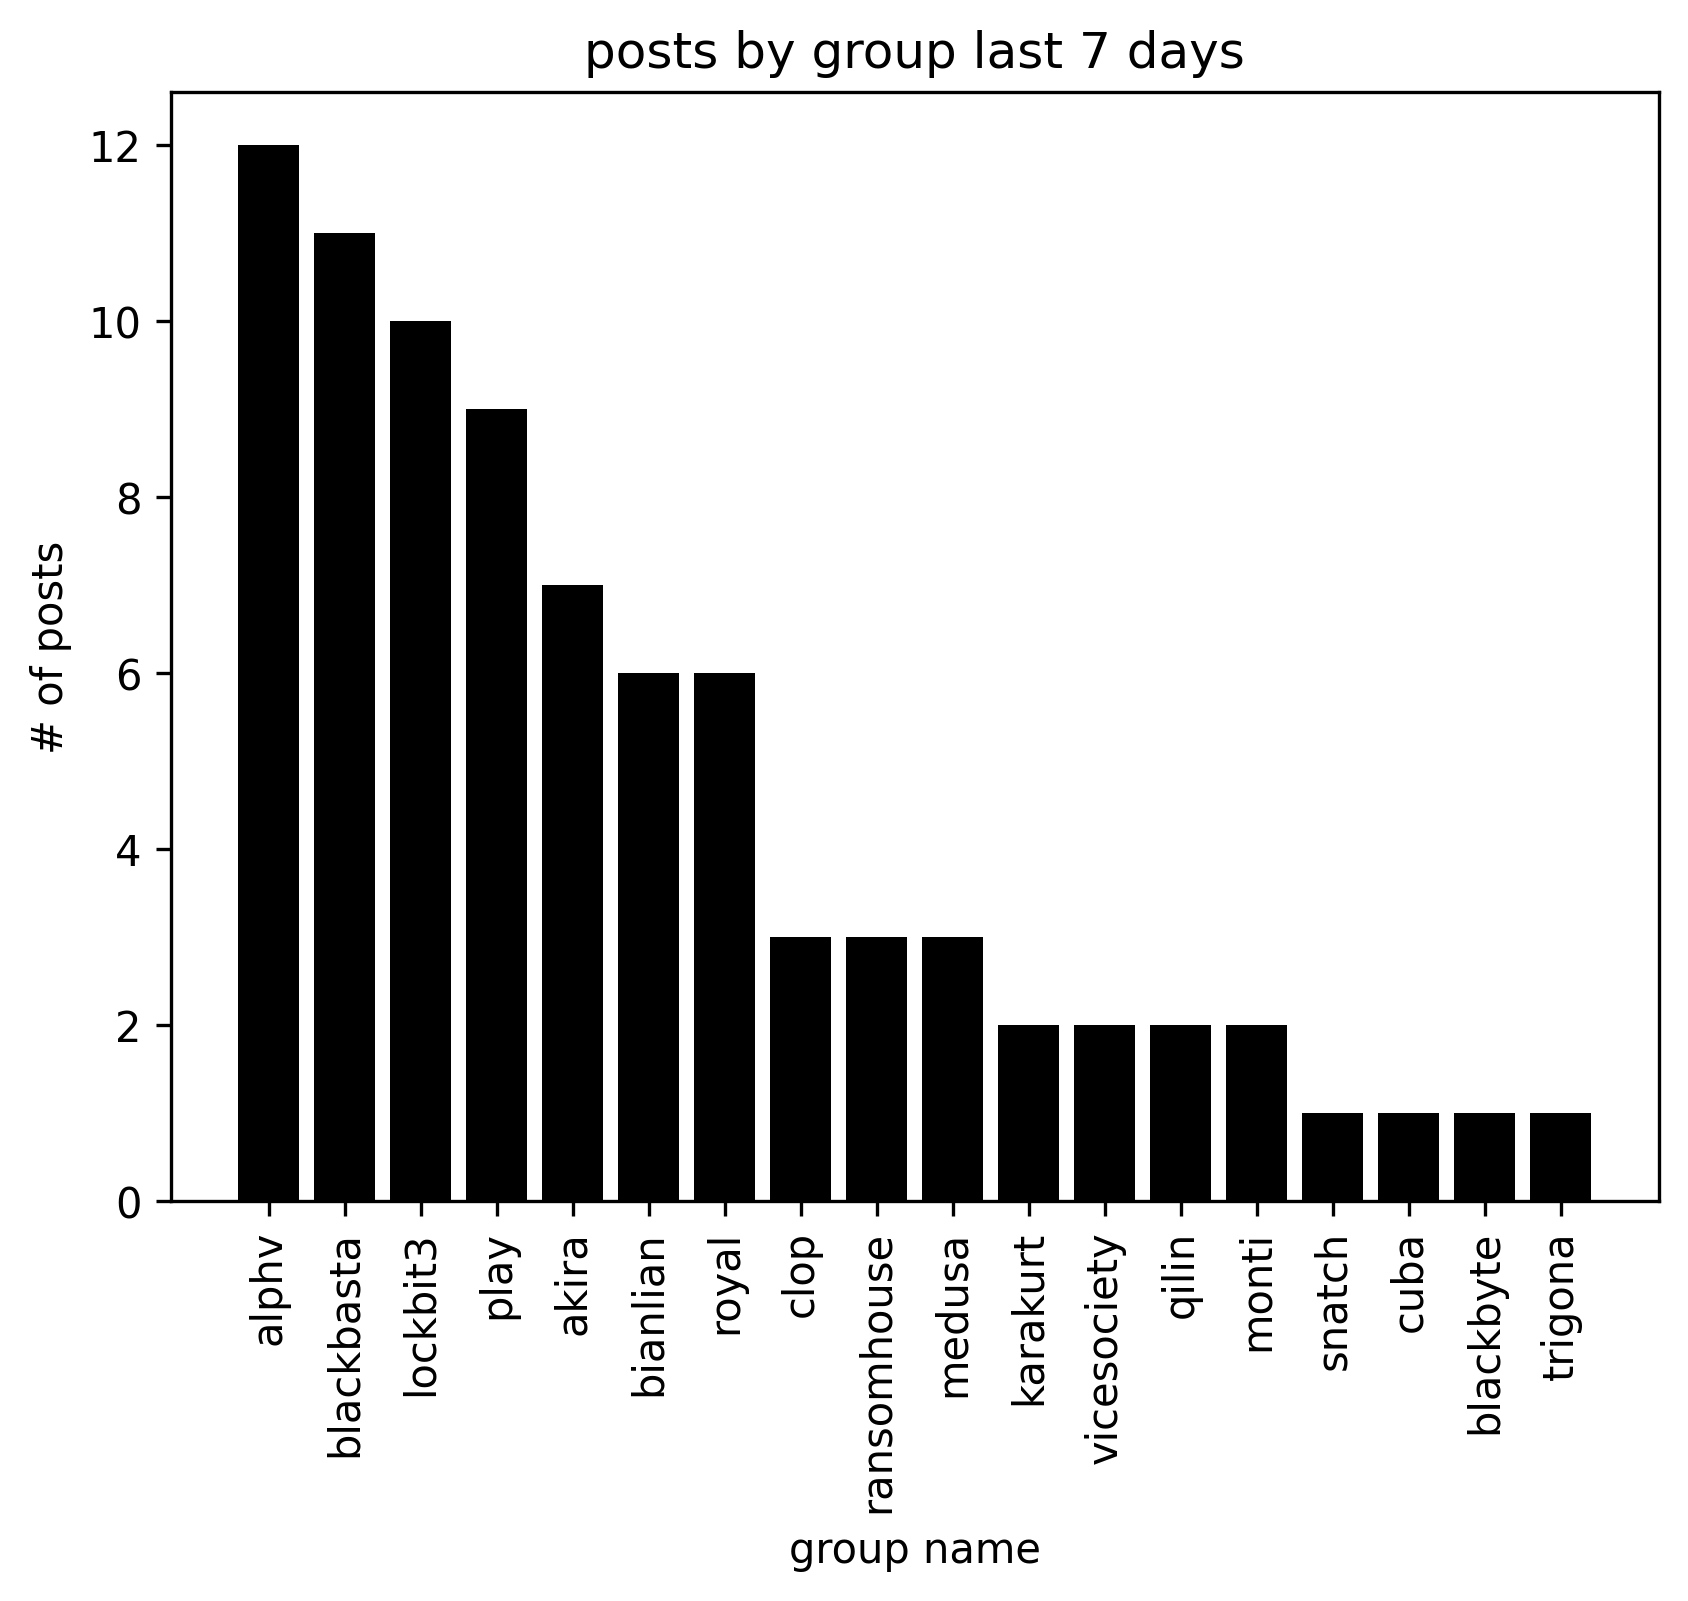 posts by group last 7 days
# of posts
12
10
8
6
4
2
0
alphv
blackbasta
lockbit3
play
akira
bianlian
royal
clop
ransomhouse
medusa
karakurt
vicesociety
qilin
monti
snatch
cuba
blackbyte
trigona
group name